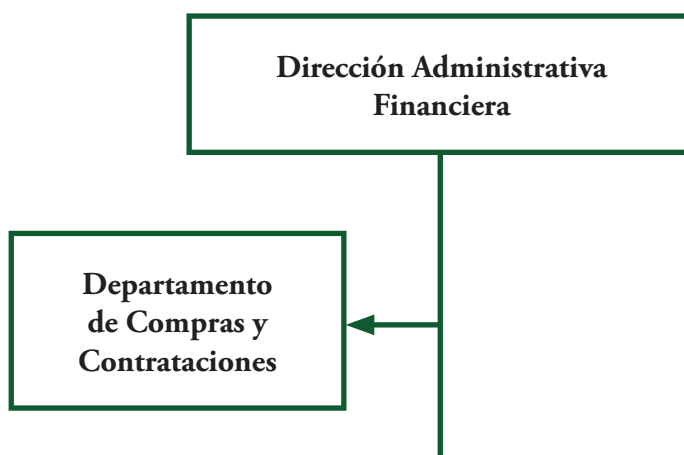 Dirección Administrativa
Financiera
Departamento
de Compras y
Contrataciones